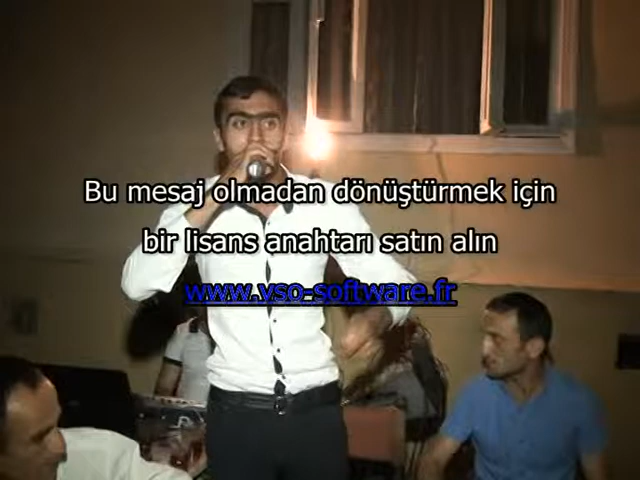 Bu mesaj olmadan dönüştürmek için
bir lisans anahtarı satın alın
www.vso-software.fr